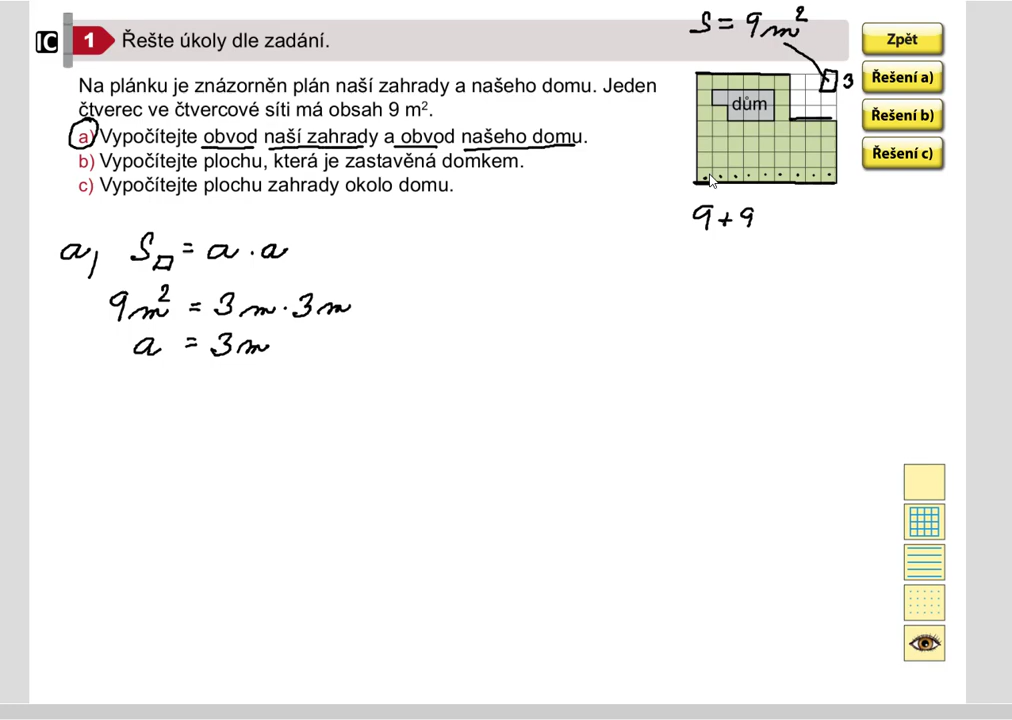 IC
1 Řešte úkoly dle zadání.
S = 9m²
Zpět
Řešení a)
Řešení b)
Řešení c)
Na plánku je znázorněn plán naší zahrady a našeho domu. Jeden
čtverec ve čtvercové síti má obsah 9 m².
a) Vypočítejte obvod naší zahrady a obvod našeho domu.
b) Vypočítejte plochu, která je zastavěná domkem.
c) Vypočítejte plochu zahrady okolo domu.
3
dům
9 + 9
a) S□ = a · a
9m² = 3m · 3m
a = 3m